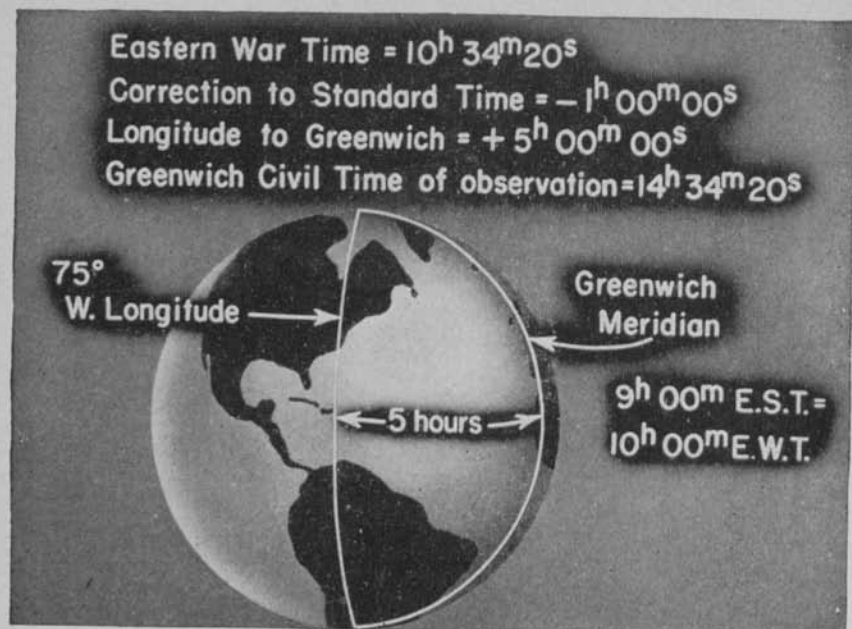 Eastern War Time = 10ʰ 34ᵐ 20ˢ
Correction to Standard Time = – 1ʰ 00ᵐ 00ˢ
Longitude to Greenwich = + 5ʰ 00ᵐ 00ˢ
Greenwich Civil Time of observation = 14ʰ 34ᵐ 20ˢ
75°
W. Longitude
Greenwich
Meridian
5 hours
9ʰ 00ᵐ E.S.T. =
10ʰ 00ᵐ E.W.T.